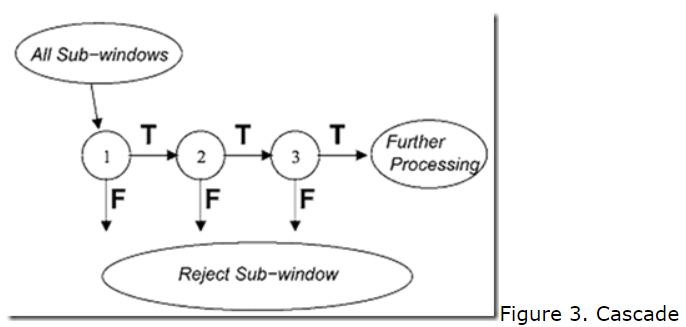 All Sub-windows
T T T
1 2 3
Further
Processing
F F F
Reject Sub-window
Figure 3. Cascade